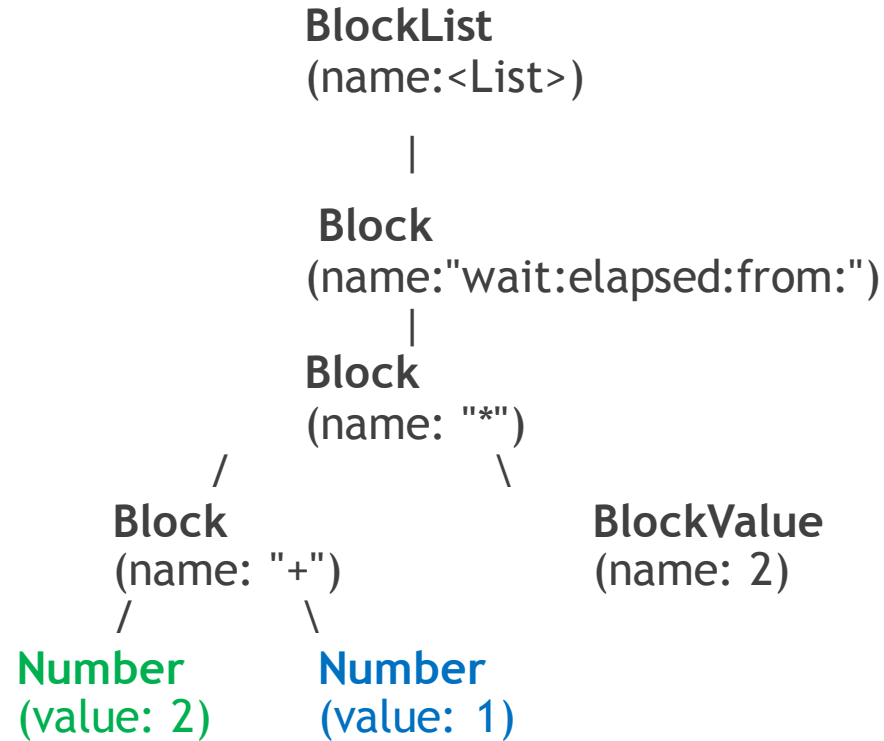 BlockList
(name:<List>)
|
Block
(name:"wait:elapsed:from:")
|
Block
(name: "*")
/ \
Block BlockValue
(name: "+") (name: 2)
/ \
Number Number
(value: 2) (value: 1)